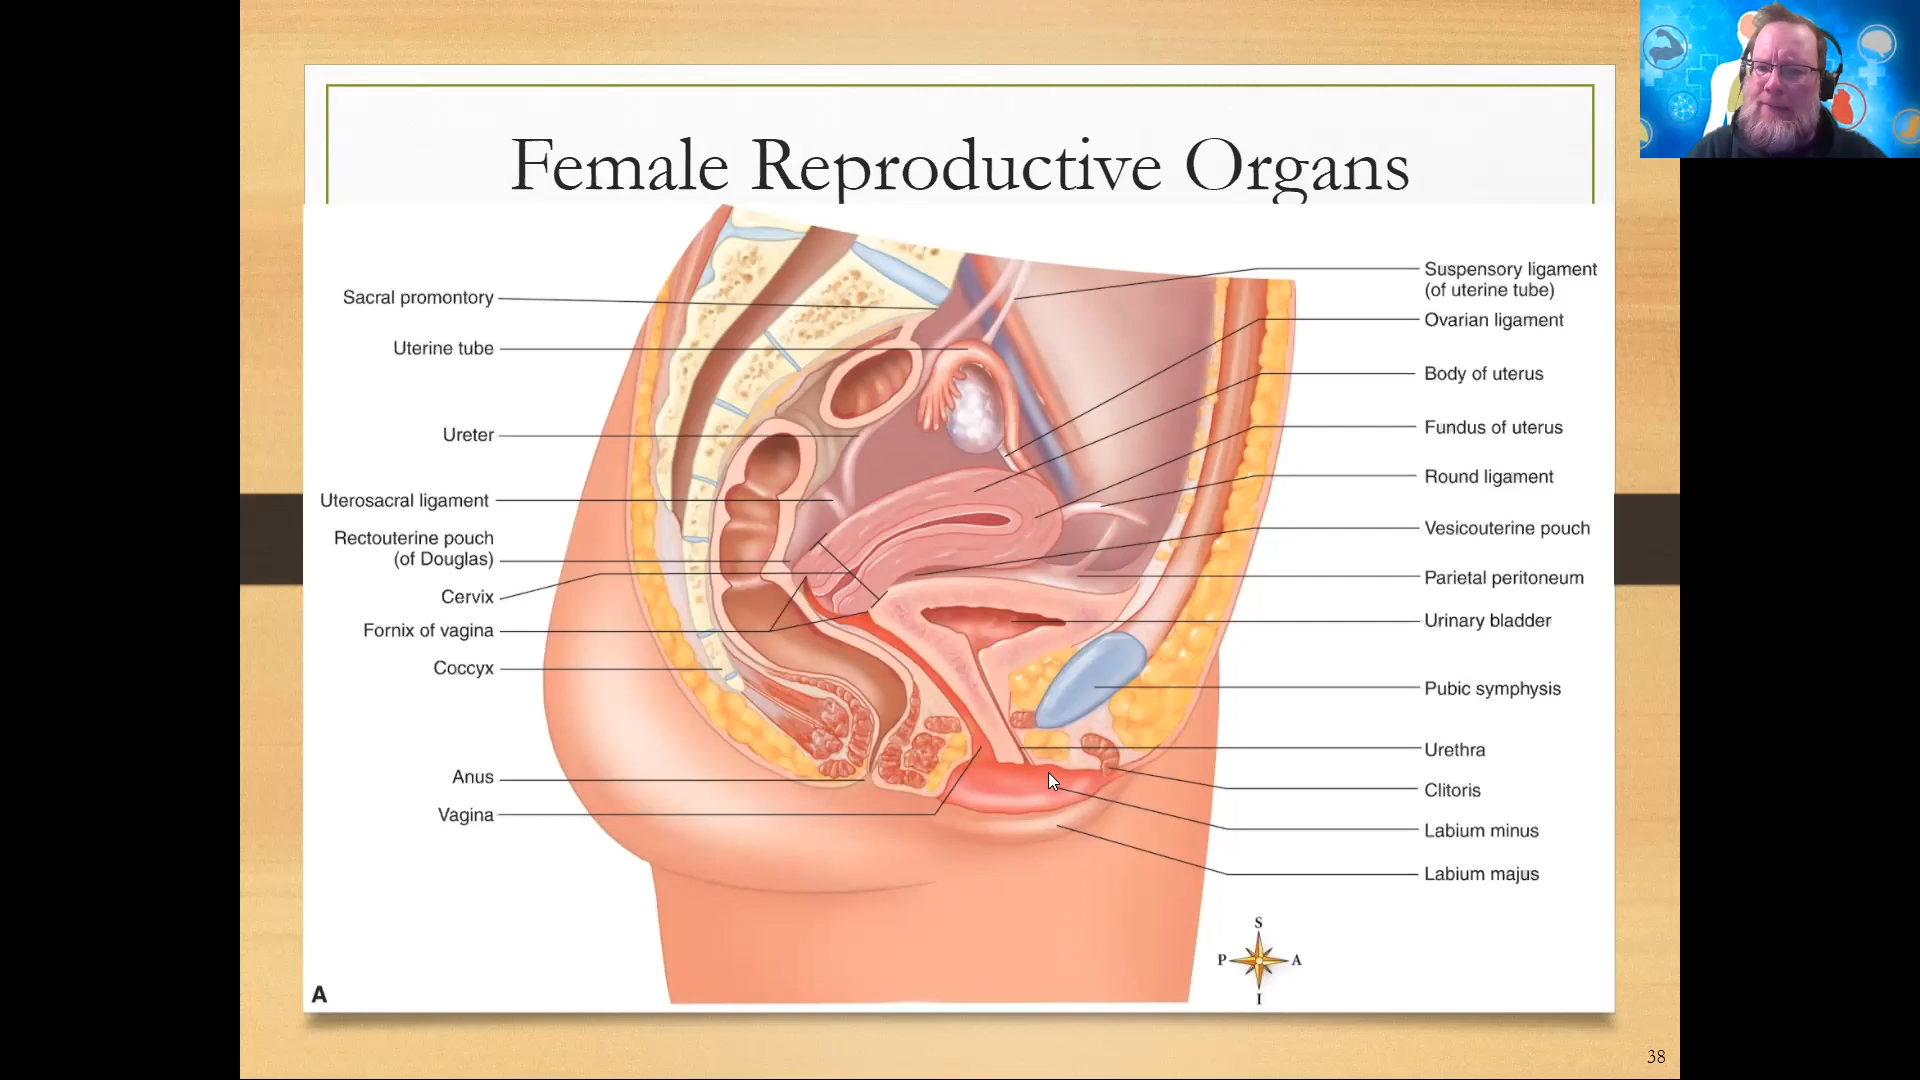 Female Reproductive Organs
Sacral promontory
Uterine tube
Ureter
Uterosacral ligament
Rectouterine pouch
(of Douglas)
Cervix
Fornix of vagina
Coccyx
Anus
Vagina
Suspensory ligament
(of uterine tube)
Ovarian ligament
Body of uterus
Fundus of uterus
Round ligament
Vesicouterine pouch
Parietal peritoneum
Urinary bladder
Pubic symphysis
Urethra
Clitoris
Labium minus
Labium majus
S
P A
I
A
38